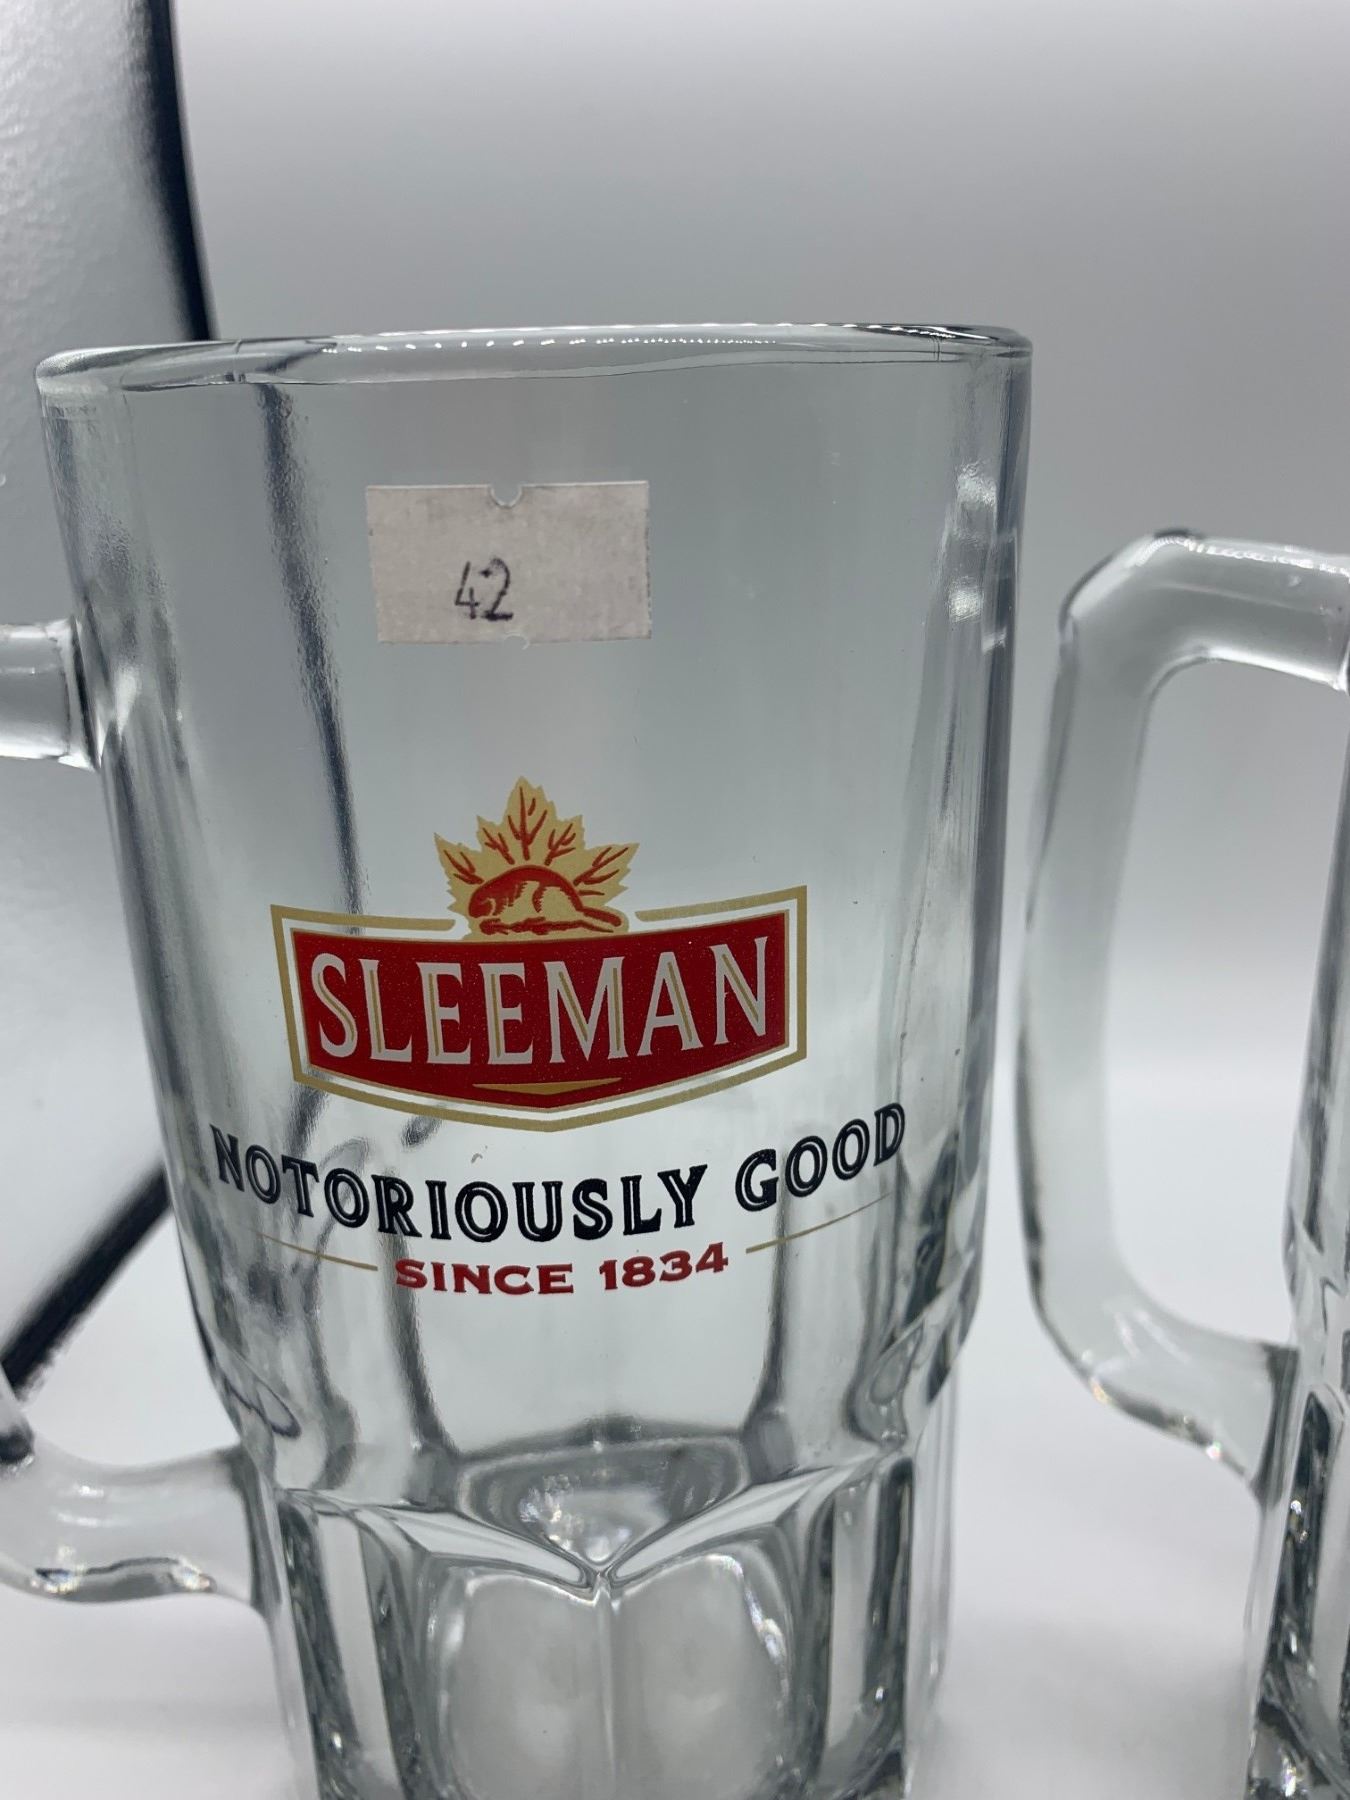 42
SLEEMAN
NOTORIOUSLY GOOD
SINCE 1834